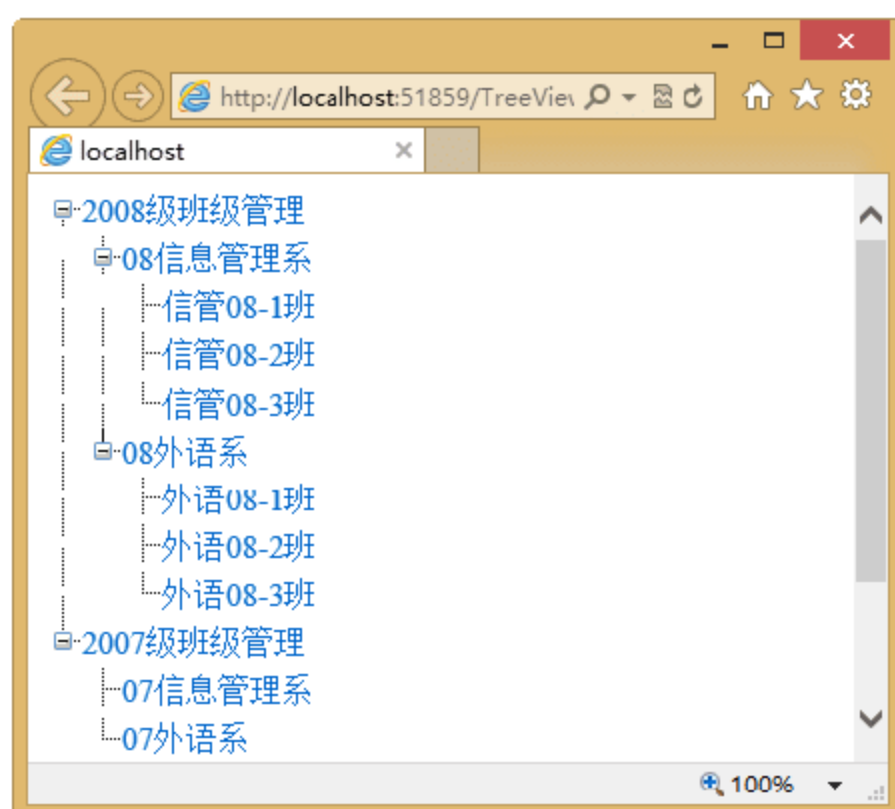 http://localhost:51859/TreeView
localhost
2008级班级管理
08信息管理系
信管08-1班
信管08-2班
信管08-3班
08外语系
外语08-1班
外语08-2班
外语08-3班
2007级班级管理
07信息管理系
07外语系
100%